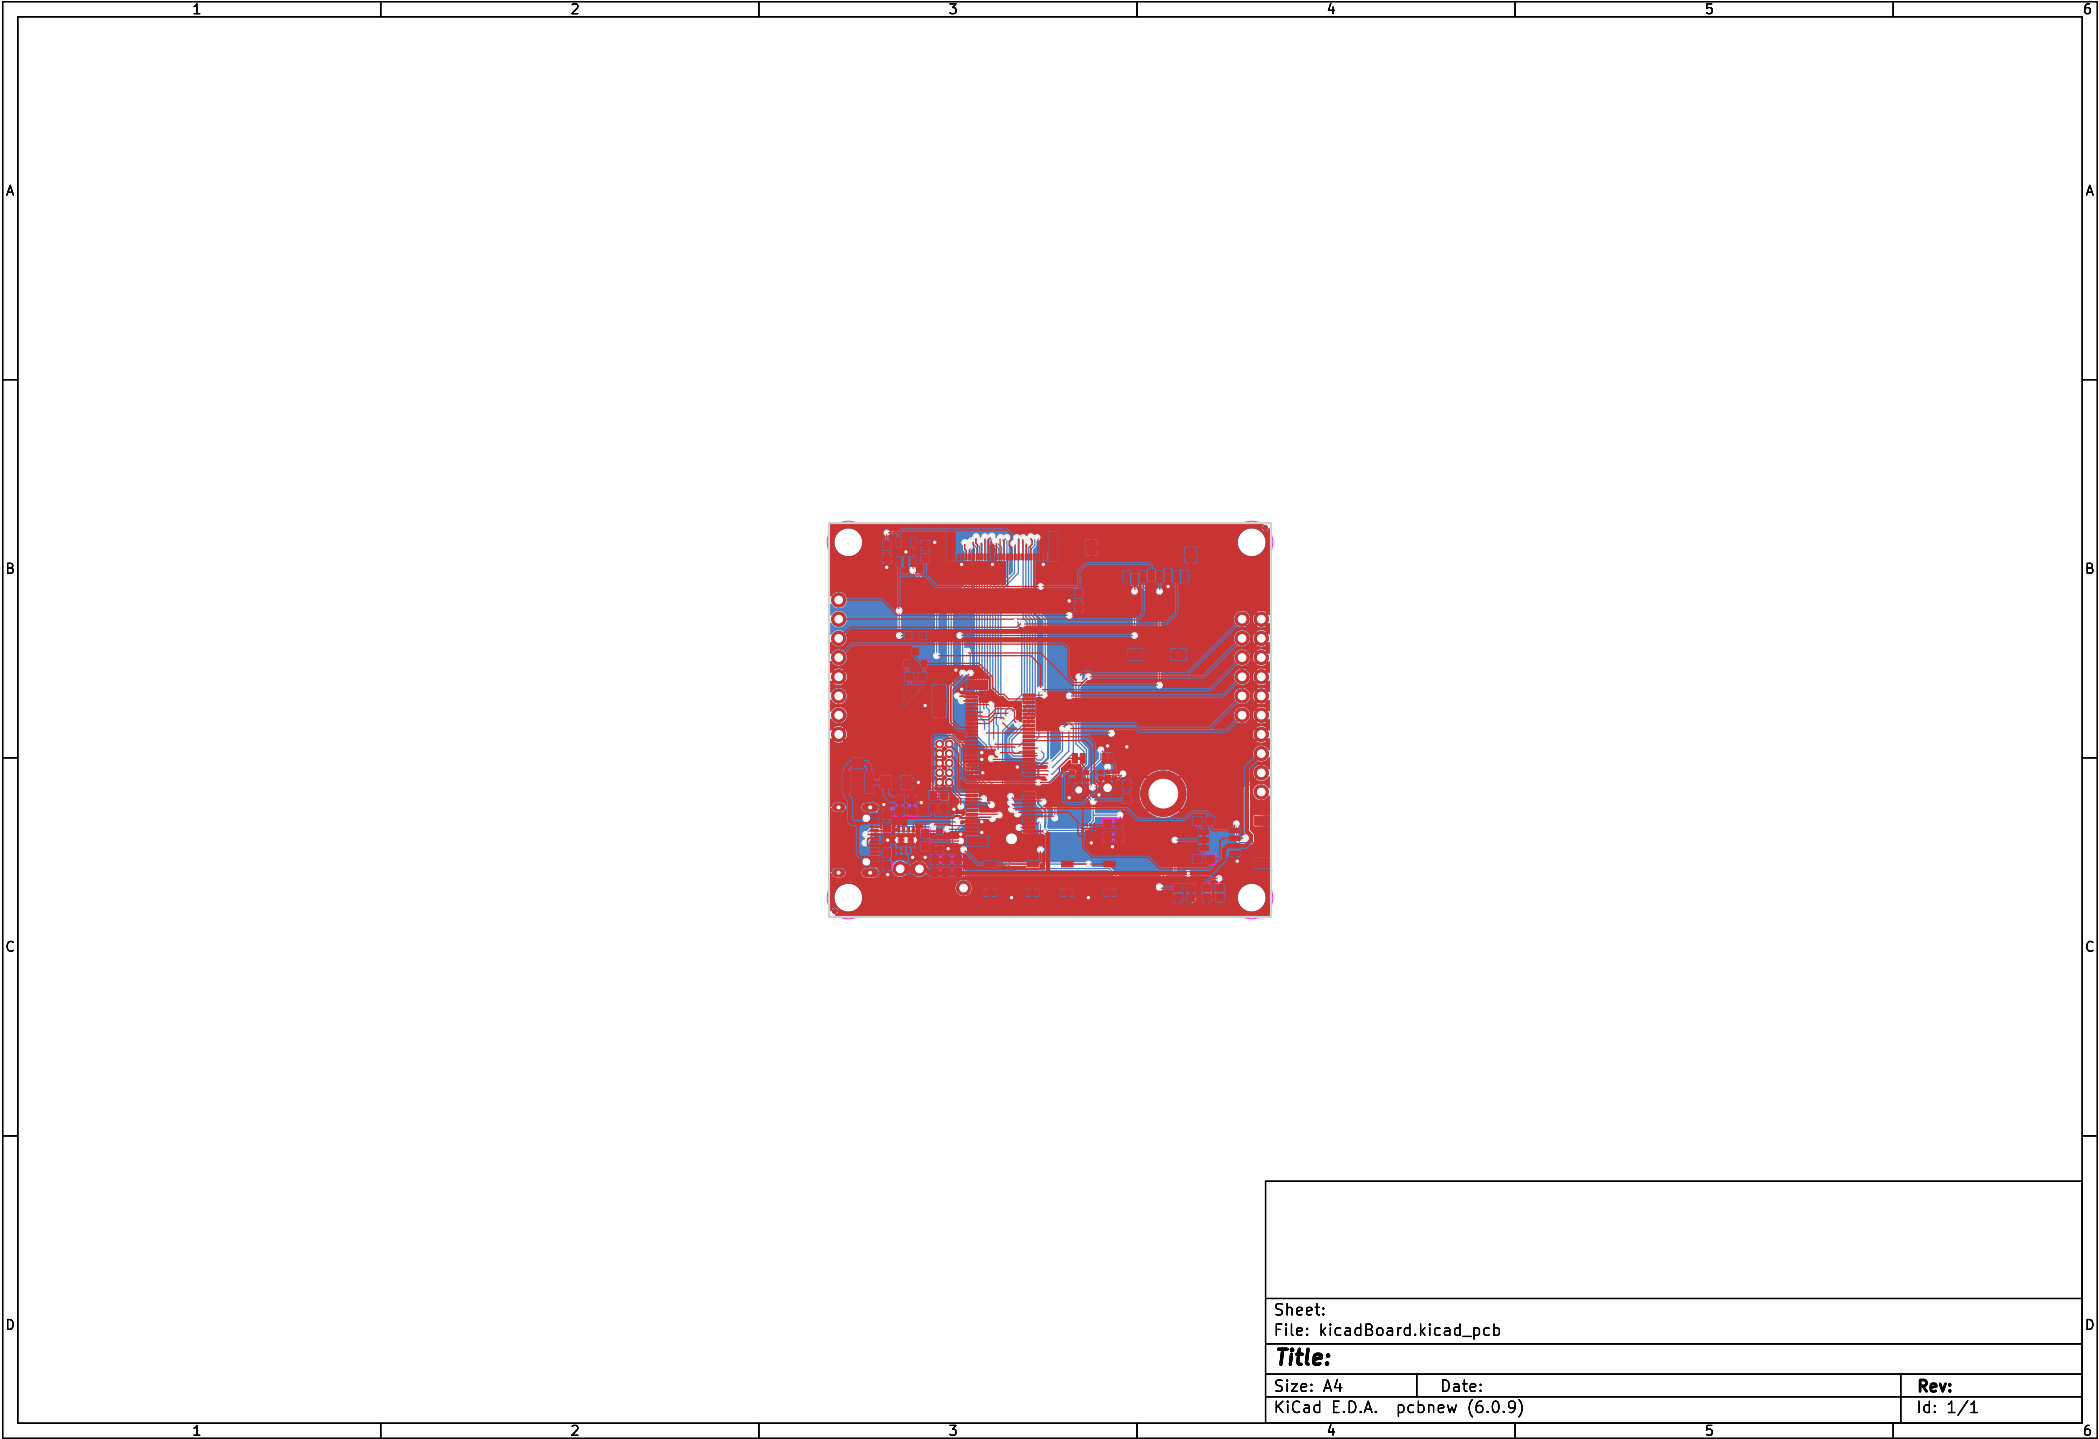 1 2 3 4 5 6
A A
B B
C C
D D
Sheet:
File: kicadBoard.kicad_pcb
Title:
Size: A4 Date: Rev:
KiCad E.D.A. pcbnew (6.0.9) Id: 1/1
1 2 3 4 5 6